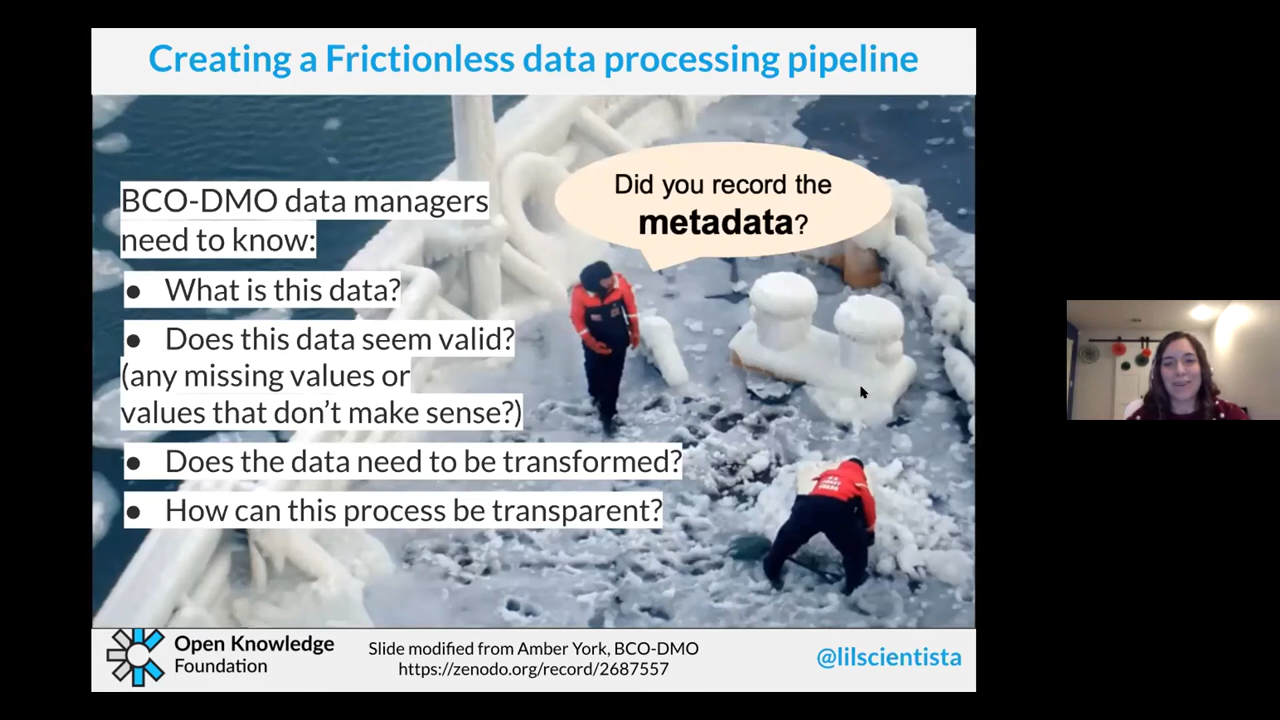 Creating a Frictionless data processing pipeline
Did you record the
metadata?
BCO-DMO data managers
need to know:
● What is this data?
● Does this data seem valid?
(any missing values or
values that don't make sense?)
● Does the data need to be transformed?
● How can this process be transparent?
Open Knowledge
Foundation
Slide modified from Amber York, BCO-DMO
https://zenodo.org/record/2687557
@lilscientista